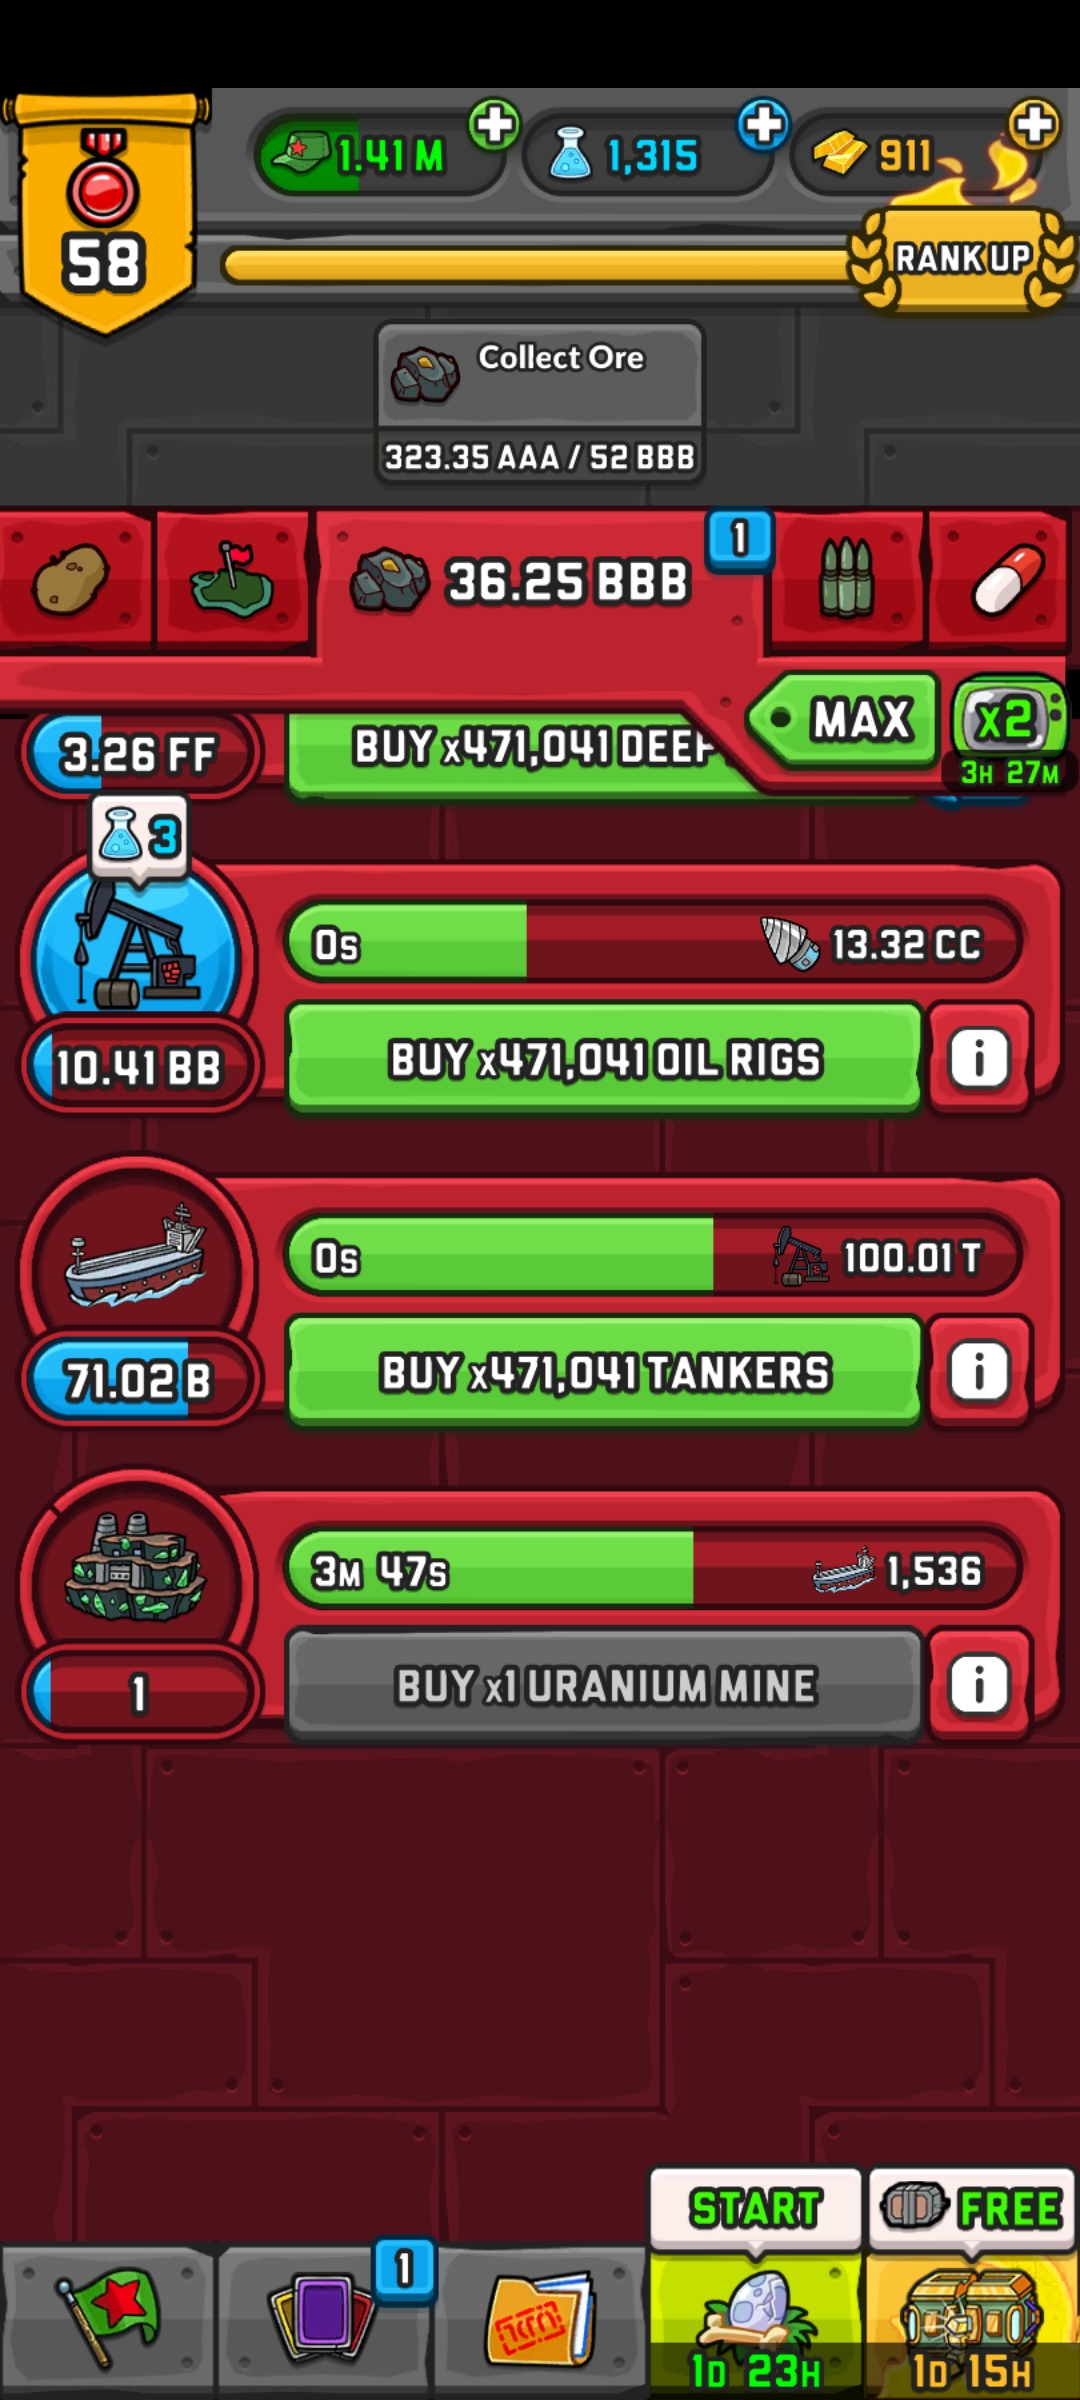 1.41 M
1,315
911
58
RANK UP
Collect Ore
323.35 AAA / 52 BBB
1
36.25 BBB
MAX
x2
3H 27M
3.26 FF
BUY x471,041 DEEP
3
0s
13.32 CC
10.41 BB
BUY x471,041 OIL RIGS
i
0s
100.01 T
71.02 B
BUY x471,041 TANKERS
i
3M 47s
1,536
1
BUY x1 URANIUM MINE
i
START
FREE
1
1D 23H
1D 15H